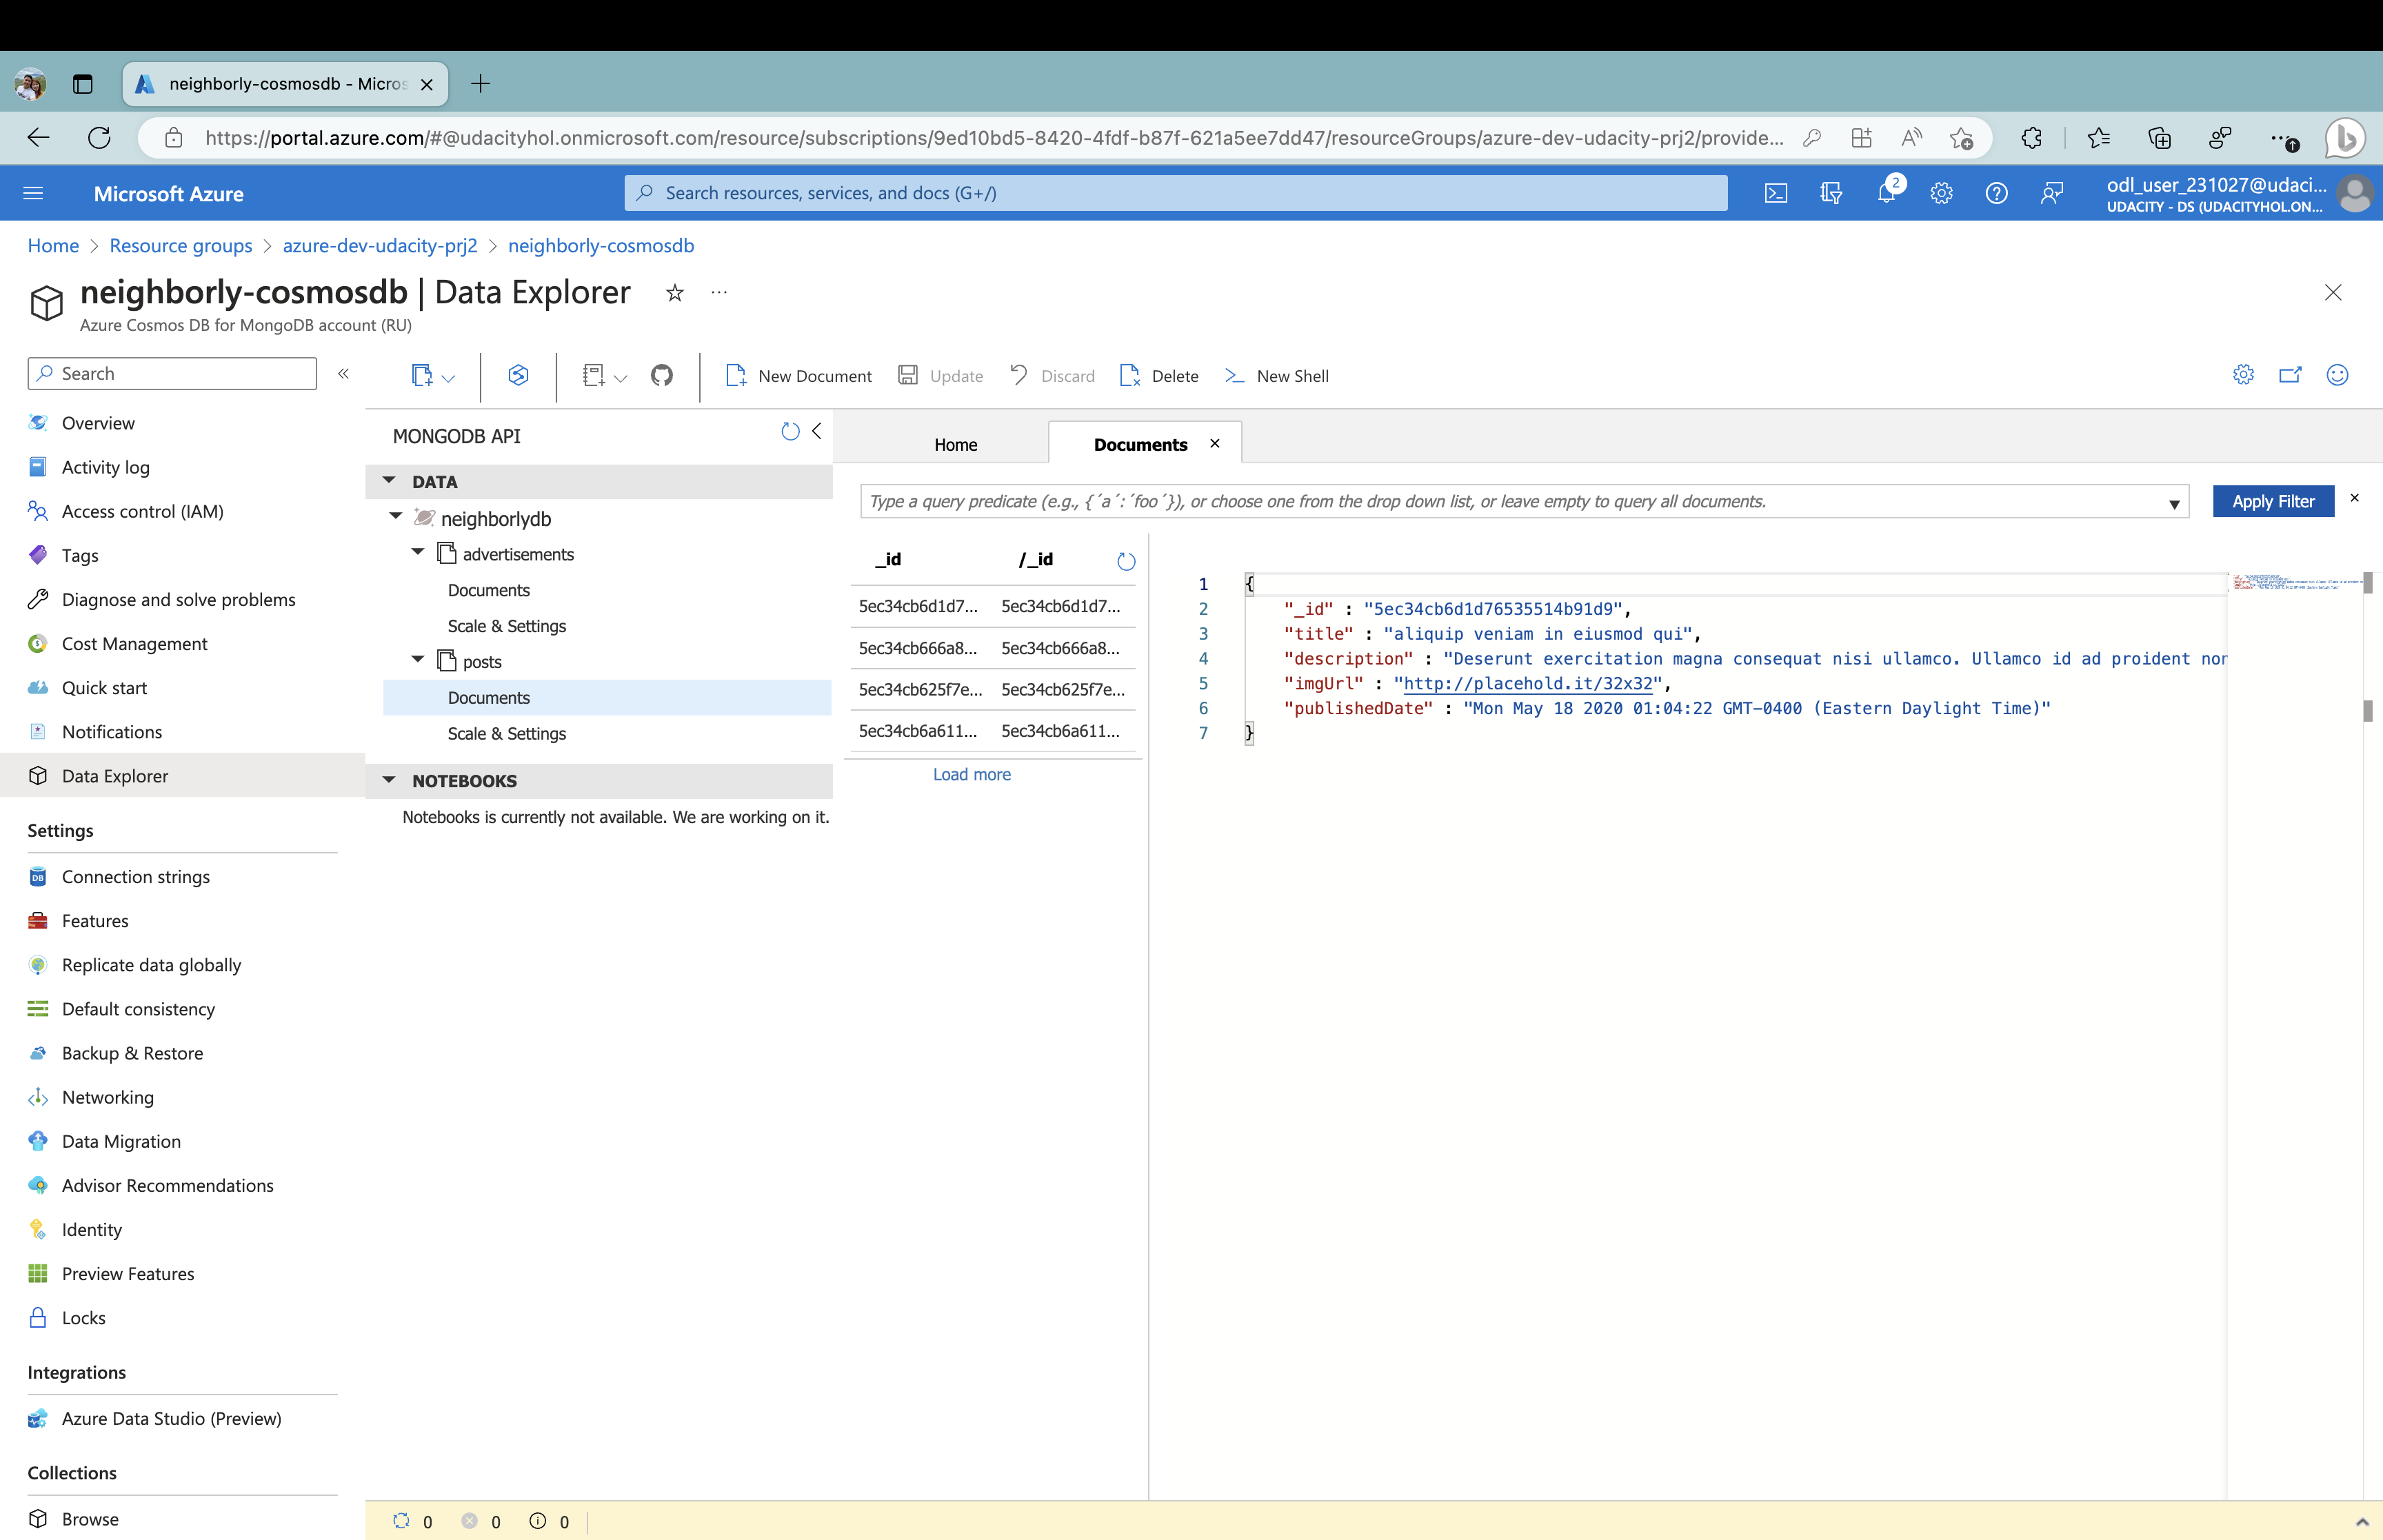 neighborly-cosmosdb - Micros
https://portal.azure.com/#@udacityhol.onmicrosoft.com/resource/subscriptions/9ed10bd5-8420-4fdf-b87f-621a5ee7dd47/resourceGroups/azure-dev-udacity-prj2/provide...
Microsoft Azure
Search resources, services, and docs (G+/)
2
odl_user_231027@udaci...
UDACITY - DS (UDACITYHOL.ON...
Home > Resource groups > azure-dev-udacity-prj2 > neighborly-cosmosdb
neighborly-cosmosdb | Data Explorer
Azure Cosmos DB for MongoDB account (RU)
Search
Overview
Activity log
Access control (IAM)
Tags
Diagnose and solve problems
Cost Management
Quick start
Notifications
Data Explorer
Settings
Connection strings
Features
Replicate data globally
Default consistency
Backup & Restore
Networking
Data Migration
Advisor Recommendations
Identity
Preview Features
Locks
Integrations
Azure Data Studio (Preview)
Collections
Browse
New Document Update Discard Delete New Shell
MONGODB API
DATA
neighborlydb
advertisements
Documents
Scale & Settings
posts
Documents
Scale & Settings
NOTEBOOKS
Notebooks is currently not available. We are working on it.
Home Documents
Type a query predicate (e.g., {´a´:´foo´}), or choose one from the drop down list, or leave empty to query all documents.
Apply Filter
_id /_id
5ec34cb6d1d7... 5ec34cb6d1d7...
5ec34cb666a8... 5ec34cb666a8...
5ec34cb625f7e... 5ec34cb625f7e...
5ec34cb6a611... 5ec34cb6a611...
Load more
1 {
2 "_id" : "5ec34cb6d1d76535514b91d9",
3 "title" : "aliquip veniam in eiusmod qui",
4 "description" : "Deserunt exercitation magna consequat nisi ullamco. Ullamco id ad proident non
5 "imgUrl" : "http://placehold.it/32x32",
6 "publishedDate" : "Mon May 18 2020 01:04:22 GMT-0400 (Eastern Daylight Time)"
7 }
0 0 0